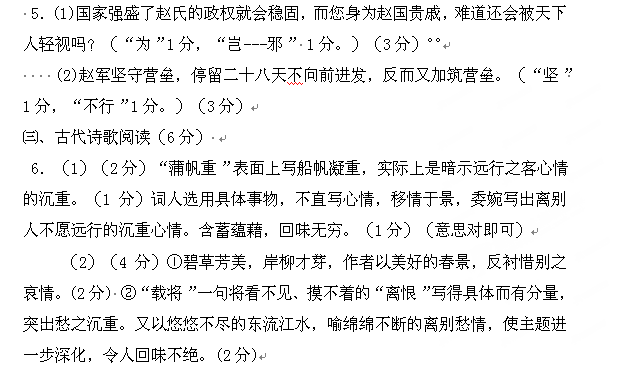 5. (1)国家强盛了赵氏的政权就会稳固，而您身为赵国贵戚，难道还会被天下
人轻视吗？（“为”1分，“岂---邪”1分。）（3分）°°
(2)赵军坚守营垒，停留二十八天不向前进发，反而又加筑营垒。（“坚”
1分，“不行”1分。）（3分）
㈢、古代诗歌阅读（6分）
6. （1）（2分）“蒲帆重”表面上写船帆凝重，实际上是暗示远行之客心情
的沉重。（1 分）词人选用具体事物，不直写心情，移情于景，委婉写出离别
人不愿远行的沉重心情。含蓄蕴藉，回味无穷。（1分）（意思对即可）
（2）（4 分）①碧草芳美，岸柳才芽，作者以美好的春景，反衬惜别之
哀情。(2分)②“载将”一句将看不见、摸不着的“离恨”写得具体而有分量，
突出愁之沉重。又以悠悠不尽的东流江水，喻绵绵不断的离别愁情，使主题进
一步深化，令人回味不绝。(2分)